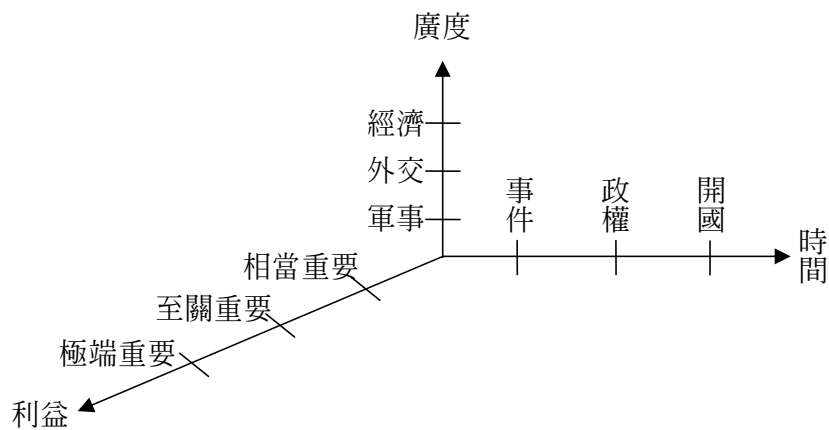 廣度
經濟
外交
軍事
事件
政權
開國
時間
相當重要
至關重要
極端重要
利益